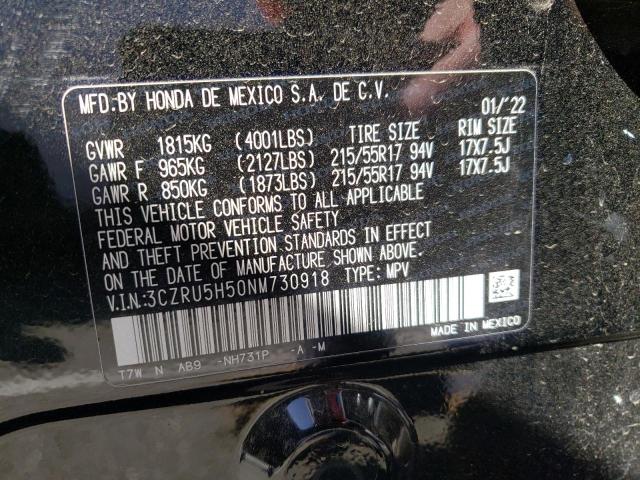 MFD. BY HONDA DE MEXICO S.A. DE C.V. 01/'22
GVWR 1815KG (4001LBS) TIRE SIZE RIM SIZE
GAWR F 965KG (2127LBS) 215/55R17 94V 17X7.5J
GAWR R 850KG (1873LBS) 215/55R17 94V 17X7.5J
THIS VEHICLE CONFORMS TO ALL APPLICABLE
FEDERAL MOTOR VEHICLE SAFETY
AND THEFT PREVENTION STANDARDS IN EFFECT
ON THE DATE OF MANUFACTURE SHOWN ABOVE.
V.I.N.:3CZRU5H50NM730918 TYPE: MPV
MADE IN MEXICO
T7W N AB9 -NH731P -A -M